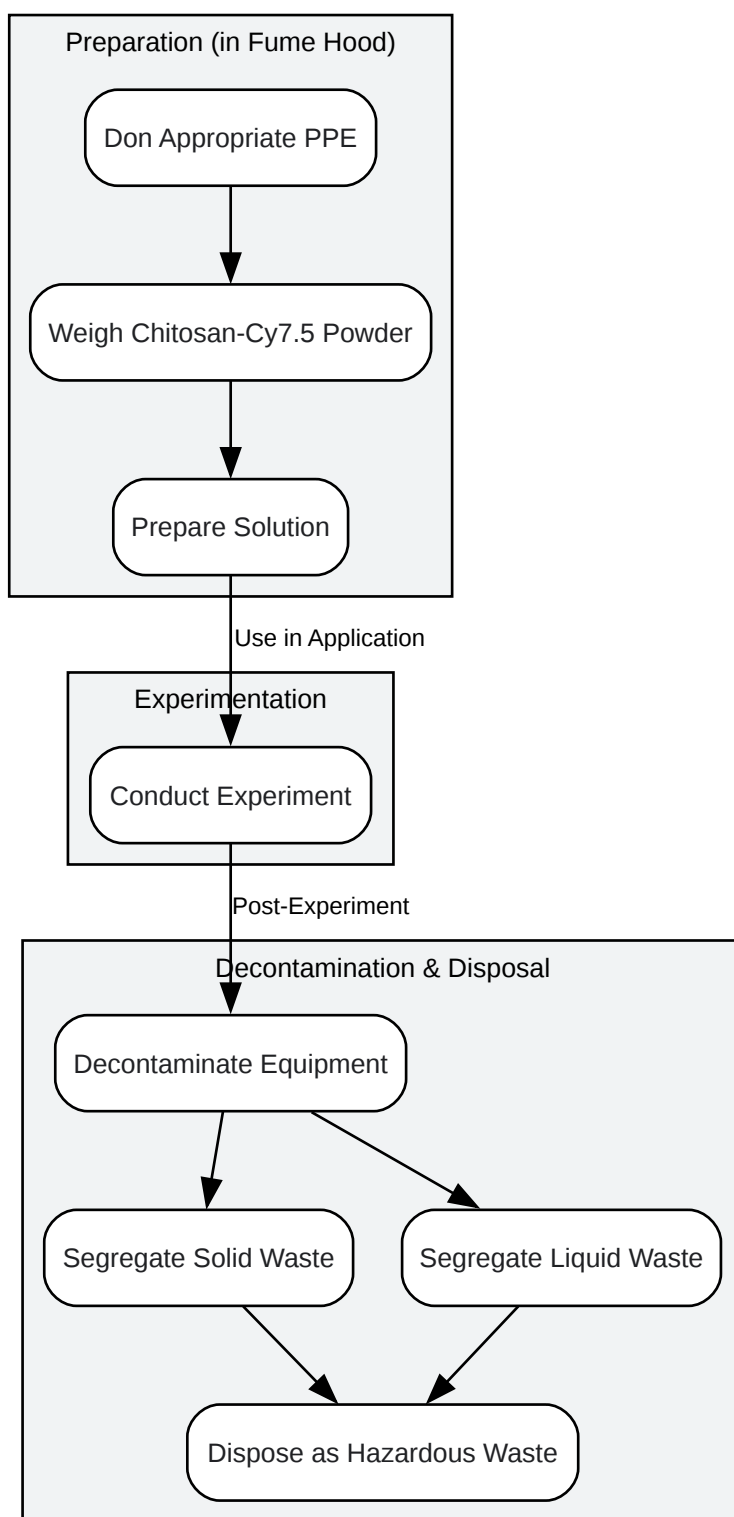 Preparation (in Fume Hood)
Don Appropriate PPE
Weigh Chitosan-Cy7.5 Powder
Prepare Solution
Use in Application
Experimentation
Conduct Experiment
Post-Experiment
Decontamination & Disposal
Decontaminate Equipment
Segregate Solid Waste
Segregate Liquid Waste
Dispose as Hazardous Waste